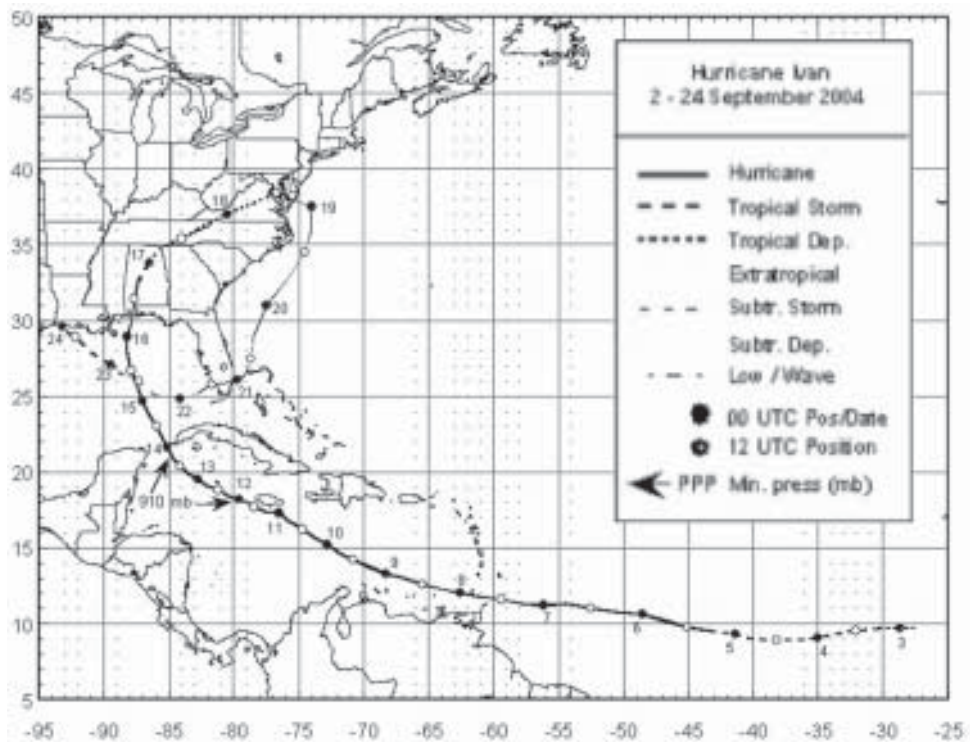 50
45
40
35
30
25
20
15
10
5
-95 -90 -85 -80 -75 -70 -65 -60 -55 -50 -45 -40 -35 -30 -25
Hurricane Ivan
2 - 24 September 2004
Hurricane
Tropical Storm
Tropical Dep.
Extratropical
Subtr. Storm
Subtr. Dep.
Low / Wave
00 UTC Pos/Date
12 UTC Position
PPP Min. press (mb)
18
19
17
20
24
16
23
21
15
22
14
13
12
910 mb
11
10
9
8
7
6
5
4
3